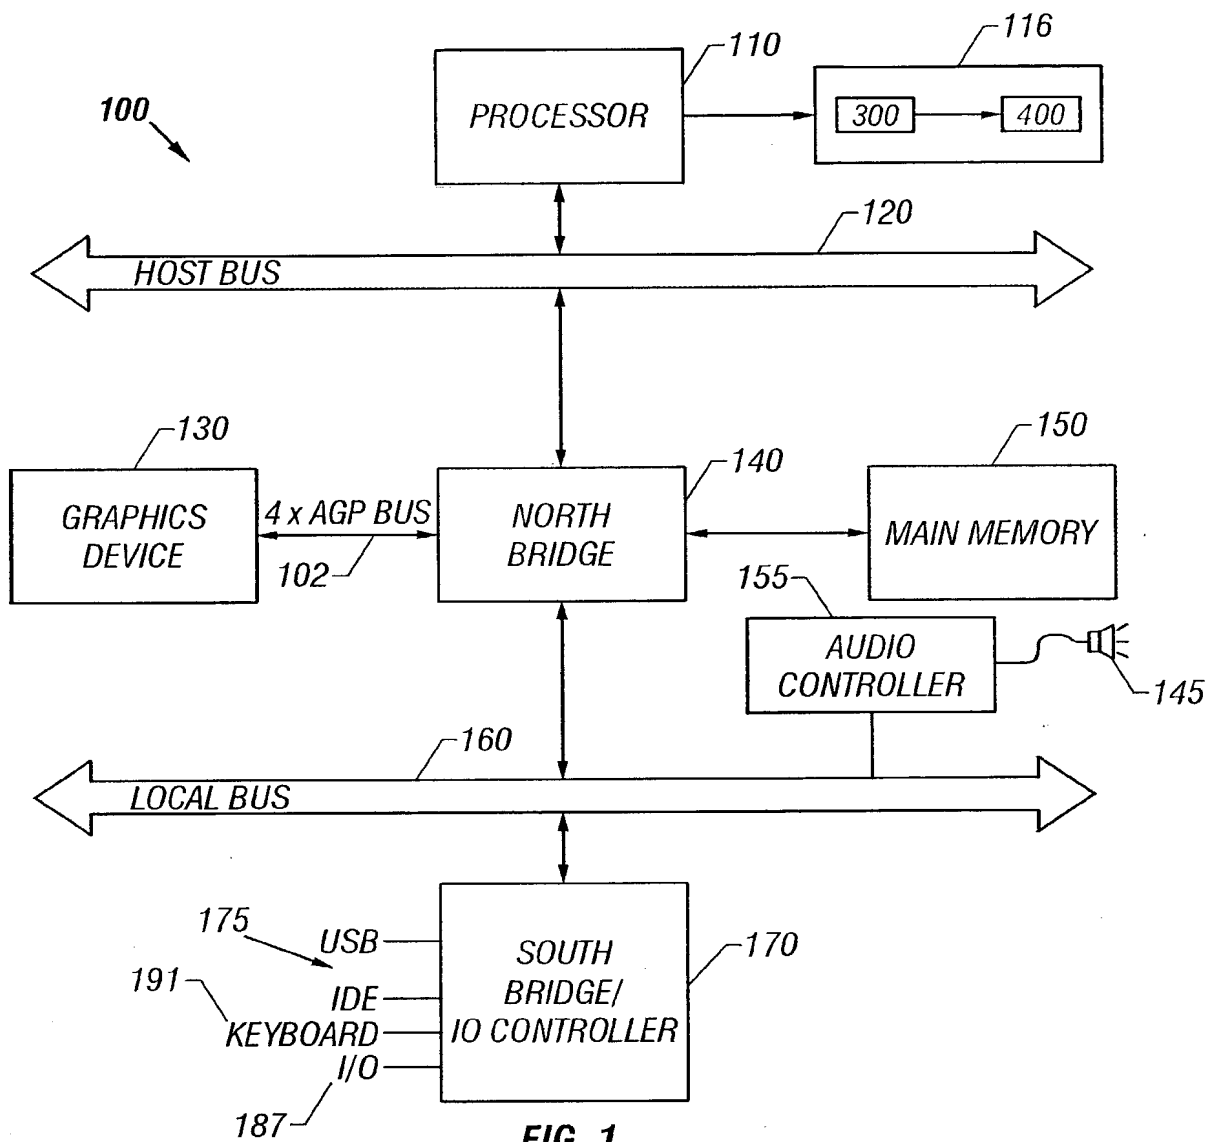 110
116
100
PROCESSOR
300
400
120
HOST BUS
130
140
150
GRAPHICS
DEVICE
4 x AGP BUS
102
NORTH
BRIDGE
MAIN MEMORY
155
AUDIO
CONTROLLER
145
160
LOCAL BUS
175
USB
191
IDE
KEYBOARD
I/O
187
SOUTH
BRIDGE/
IO CONTROLLER
170
FIG. 1